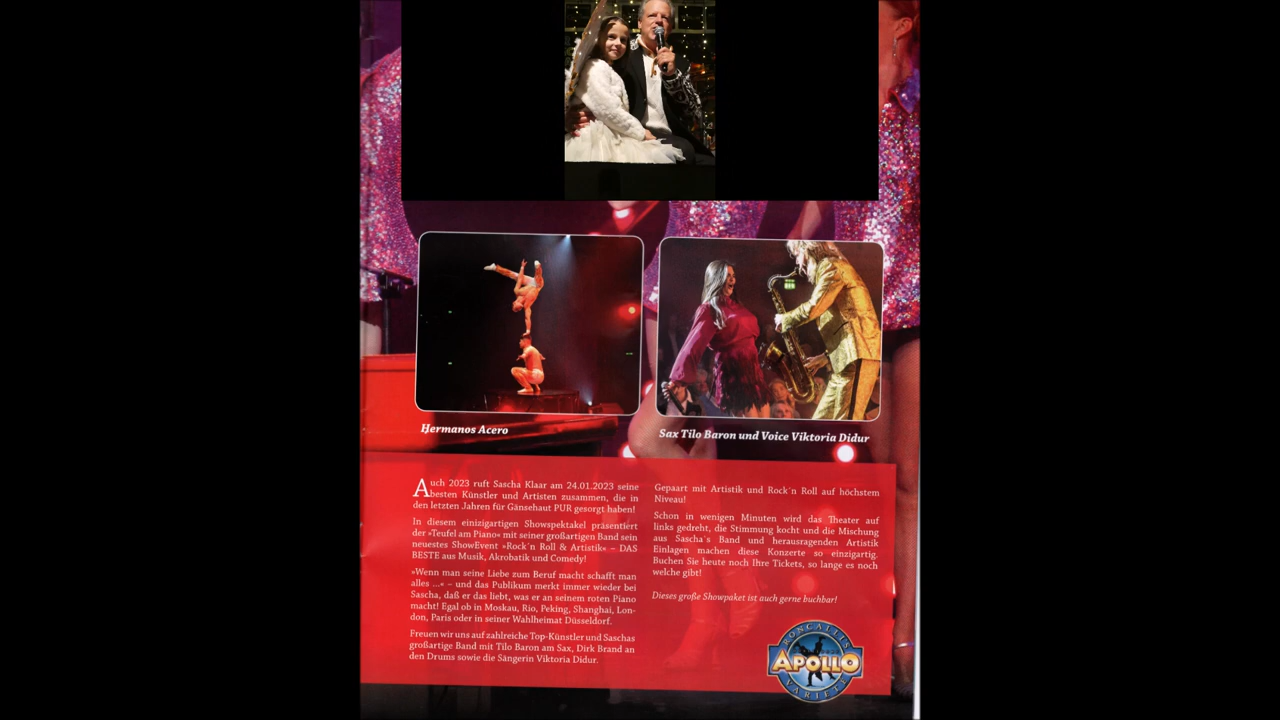 Hermanos Acero
Sax Tilo Baron und Voice Viktoria Didur
Auch 2023 ruft Sascha Klaar am 24.01.2023 seine
besten Künstler und Artisten zusammen, die in
den letzten Jahren für Gänsehaut PUR gesorgt haben!
In diesem einizigartigen Showspektakel präsentiert
der »Teufel am Piano« mit seiner großartigen Band sein
neuestes ShowEvent »Rock´n Roll & Artistik« – DAS
BESTE aus Musik, Akrobatik und Comedy!
»Wenn man seine Liebe zum Beruf macht schafft man
alles ...« – und das Publikum merkt immer wieder bei
Sascha, daß er das liebt, was er an seinem roten Piano
macht! Egal ob in Moskau, Rio, Peking, Shanghai, Lon-
don, Paris oder in seiner Wahlheimat Düsseldorf.
Freuen wir uns auf zahlreiche Top-Künstler und Saschas
großartige Band mit Tilo Baron am Sax, Dirk Brand an
den Drums sowie die Sängerin Viktoria Didur.
Gepaart mit Artistik und Rock´n Roll auf höchstem
Niveau!
Schon in wenigen Minuten wird das Theater auf
links gedreht, die Stimmung kocht und die Mischung
aus Sascha`s Band und herausragenden Artistik
Einlagen machen diese Konzerte so einzigartig.
Buchen Sie heute noch Ihre Tickets, so lange es noch
welche gibt!
Dieses große Showpaket ist auch gerne buchbar!
RONCALLIS
APOLLO
VARIETÉ